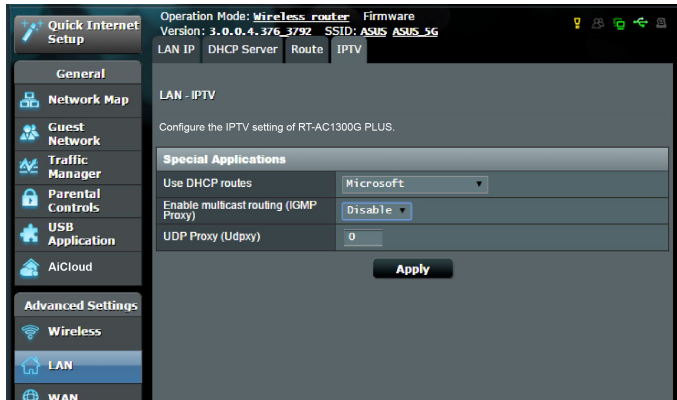 Quick Internet
Setup
Operation Mode: Wireless router Firmware
Version: 3.0.0.4.376_3792 SSID: ASUS ASUS_5G
LAN IP DHCP Server Route IPTV
General
Network Map
Guest
Network
Traffic
Manager
Parental
Controls
USB
Application
AiCloud
Advanced Settings
Wireless
LAN
WAN
LAN - IPTV
Configure the IPTV setting of RT-AC1300G PLUS.
Special Applications
Use DHCP routes Microsoft
Enable multicast routing (IGMP
Proxy) Disable
UDP Proxy (Udpxy) 0
Apply